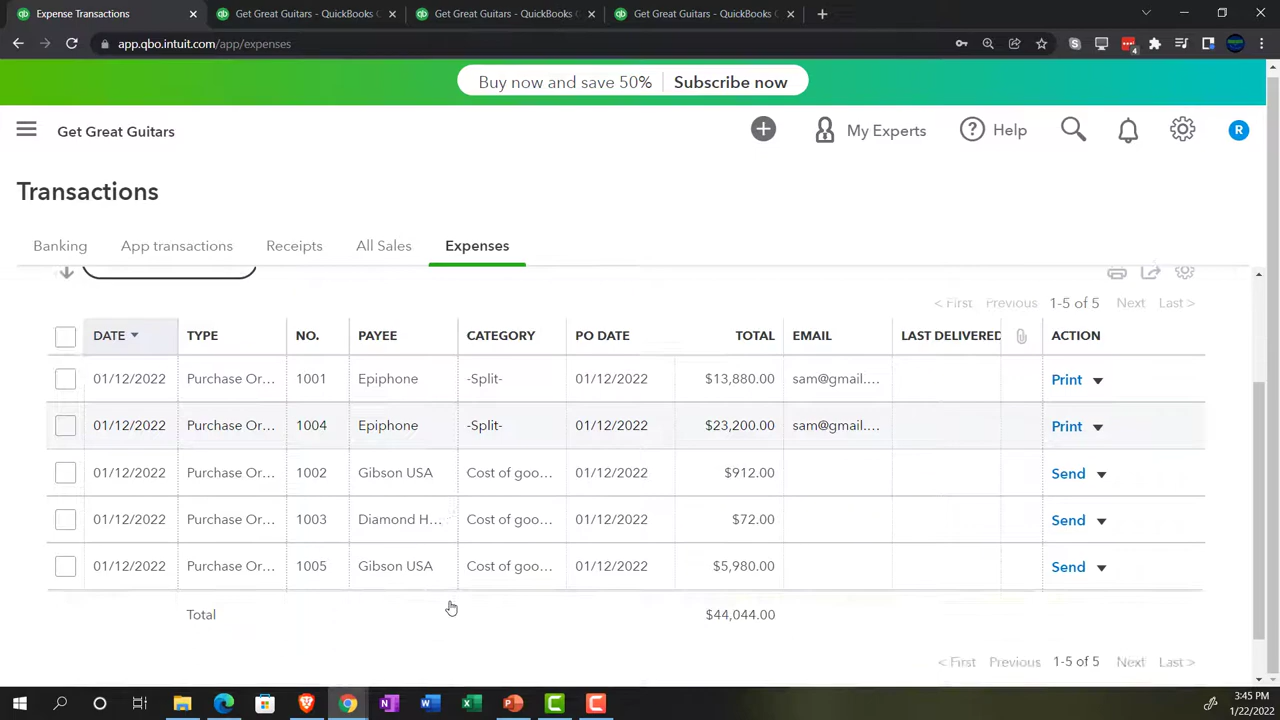 Expense Transactions
Get Great Guitars - QuickBooks C
Get Great Guitars - QuickBooks C
Get Great Guitars - QuickBooks C
app.qbo.intuit.com/app/expenses
4
Buy now and save 50% Subscribe now
Get Great Guitars
My Experts
Help
R
Transactions
Banking App transactions Receipts All Sales Expenses
< First Previous 1-5 of 5 Next Last >
DATE TYPE NO. PAYEE CATEGORY PO DATE TOTAL EMAIL LAST DELIVERED ACTION
01/12/2022 Purchase Or... 1001 Epiphone -Split- 01/12/2022 $13,880.00 sam@gmail.... Print
01/12/2022 Purchase Or... 1004 Epiphone -Split- 01/12/2022 $23,200.00 sam@gmail.... Print
01/12/2022 Purchase Or... 1002 Gibson USA Cost of goo... 01/12/2022 $912.00 Send
01/12/2022 Purchase Or... 1003 Diamond H... Cost of goo... 01/12/2022 $72.00 Send
01/12/2022 Purchase Or... 1005 Gibson USA Cost of goo... 01/12/2022 $5,980.00 Send
Total $44,044.00
< First Previous 1-5 of 5 Next Last >
3:45 PM
1/22/2022